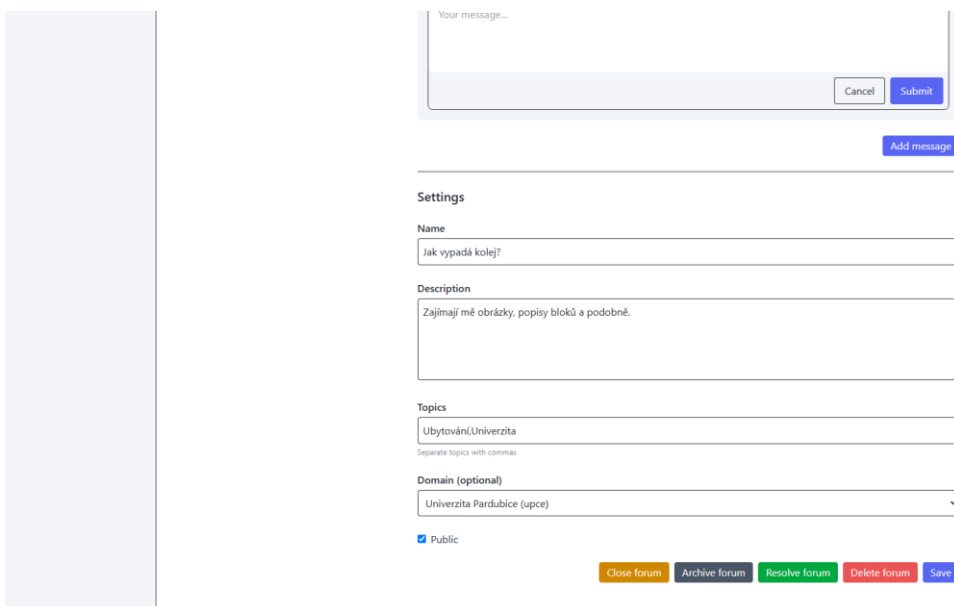 Your message...
Cancel Submit
Add message
Settings
Name
Jak vypadá kolej?
Description
Zajímají mě obrázky, popisy bloků a podobně.
Topics
Ubytování,Univerzita
Separate topics with commas
Domain (optional)
Univerzita Pardubice (upce)
Public
Close forum Archive forum Resolve forum Delete forum Save